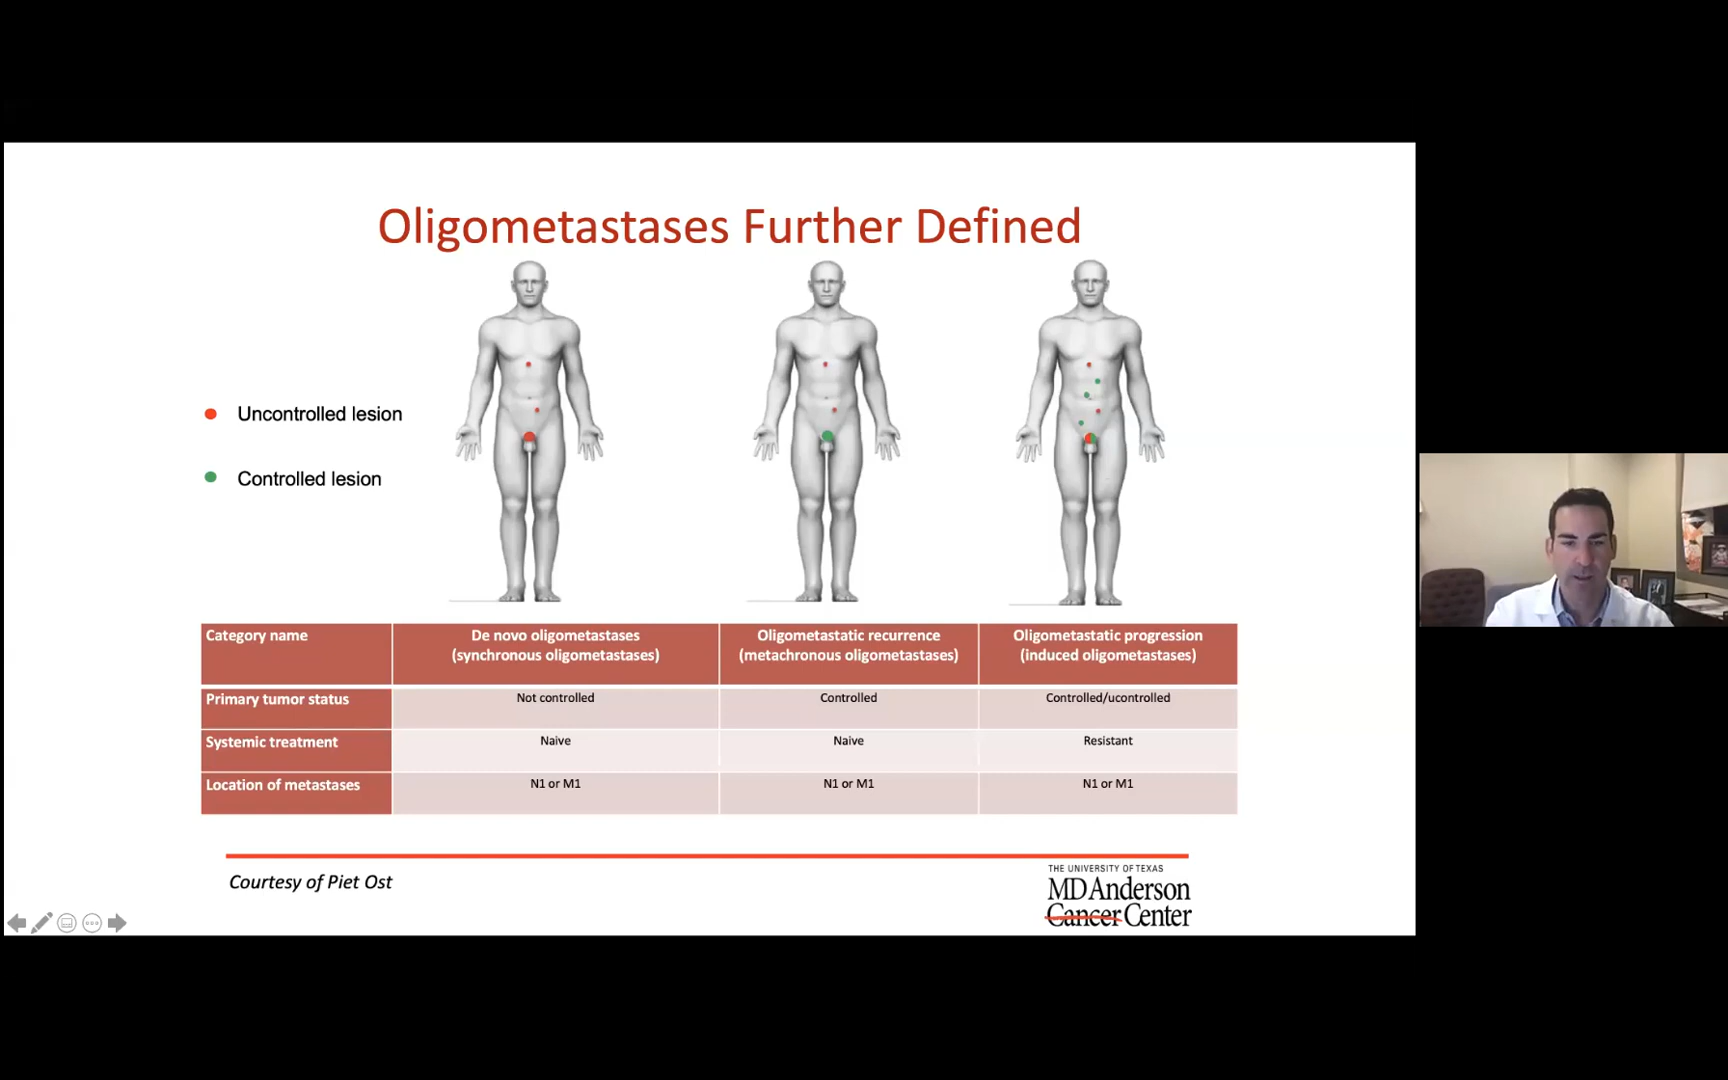 Oligometastases Further Defined
Uncontrolled lesion
Controlled lesion
Category name
De novo oligometastases
(synchronous oligometastases)
Oligometastatic recurrence
(metachronous oligometastases)
Oligometastatic progression
(induced oligometastases)
Primary tumor status
Not controlled
Controlled
Controlled/ucontrolled
Systemic treatment
Naive
Naive
Resistant
Location of metastases
N1 or M1
N1 or M1
N1 or M1
Courtesy of Piet Ost
THE UNIVERSITY OF TEXAS
MD Anderson
Cancer Center